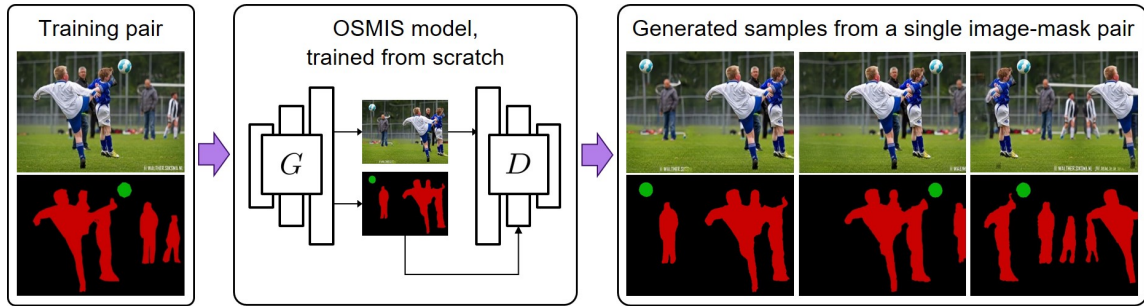 Training pair
OSMIS model,
trained from scratch
Generated samples from a single image-mask pair
G
D